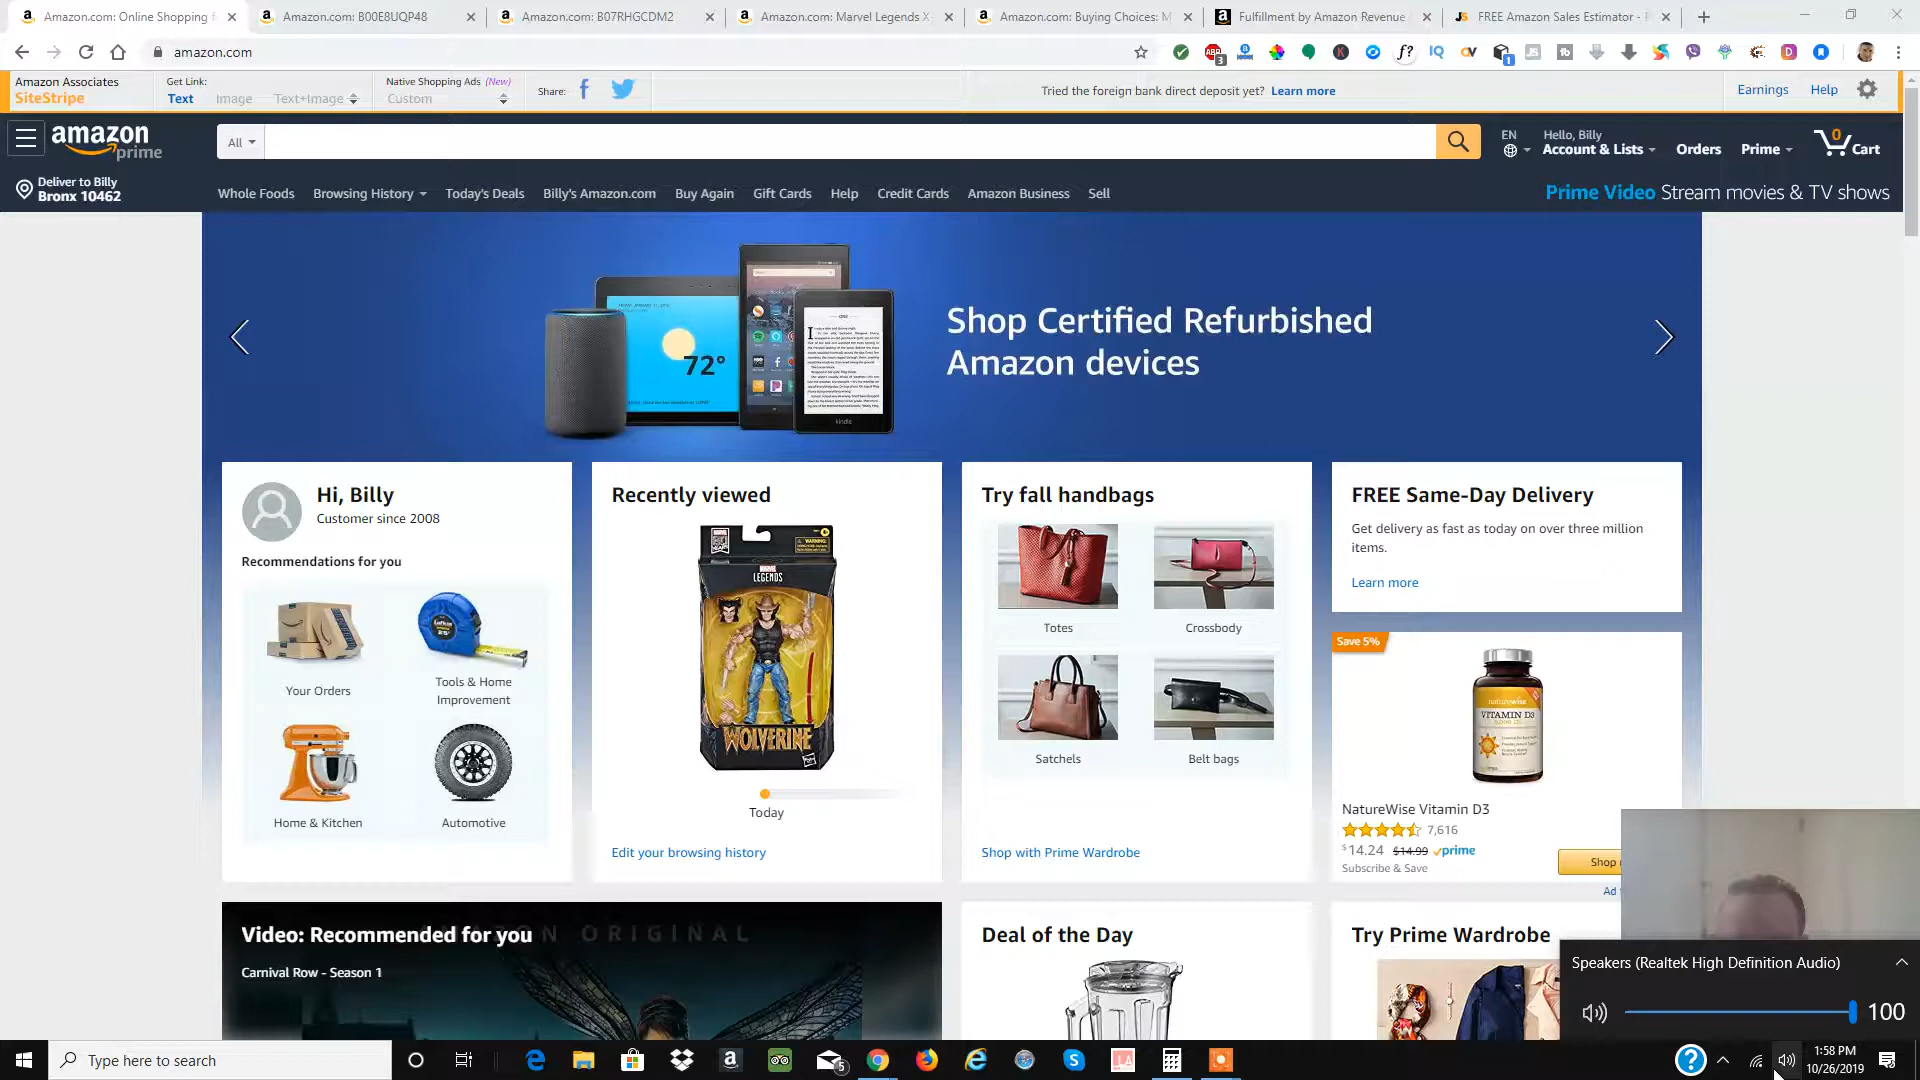 Amazon.com: Online Shopping f
Amazon.com: B00E8UQP48
Amazon.com: B07RHGCDM2
Amazon.com: Marvel Legends X-
Amazon.com: Buying Choices: M
Fulfillment by Amazon Revenue
JS FREE Amazon Sales Estimator -
amazon.com
Amazon Associates
SiteStripe
Get Link:
Text Image Text+Image
Native Shopping Ads (New)
Custom
Share:
Tried the foreign bank direct deposit yet? Learn more
Earnings Help
amazon
prime
All
EN
Hello, Billy
Account & Lists
Orders
Prime
0
Cart
Deliver to Billy
Bronx 10462
Whole Foods Browsing History Today's Deals Billy's Amazon.com Buy Again Gift Cards Help Credit Cards Amazon Business Sell
Prime Video Stream movies & TV shows
72°
kindle
Shop Certified Refurbished
Amazon devices
Hi, Billy
Customer since 2008
Recommendations for you
Your Orders
Tools & Home
Improvement
Home & Kitchen
Automotive
Recently viewed
MARVEL
LEGENDS
WOLVERINE
Today
Edit your browsing history
Try fall handbags
Totes
Crossbody
Satchels
Belt bags
Shop with Prime Wardrobe
FREE Same-Day Delivery
Get delivery as fast as today on over three million
items.
Learn more
Save 5%
naturewise
VITAMIN D3
NatureWise Vitamin D3
7,616
$14.24 $14.99 prime
Subscribe & Save
Shop
Ad
Video: Recommended for you
AMAZON ORIGINAL
Carnival Row - Season 1
Deal of the Day
Try Prime Wardrobe
Speakers (Realtek High Definition Audio)
100
Type here to search
1:58 PM
10/26/2019